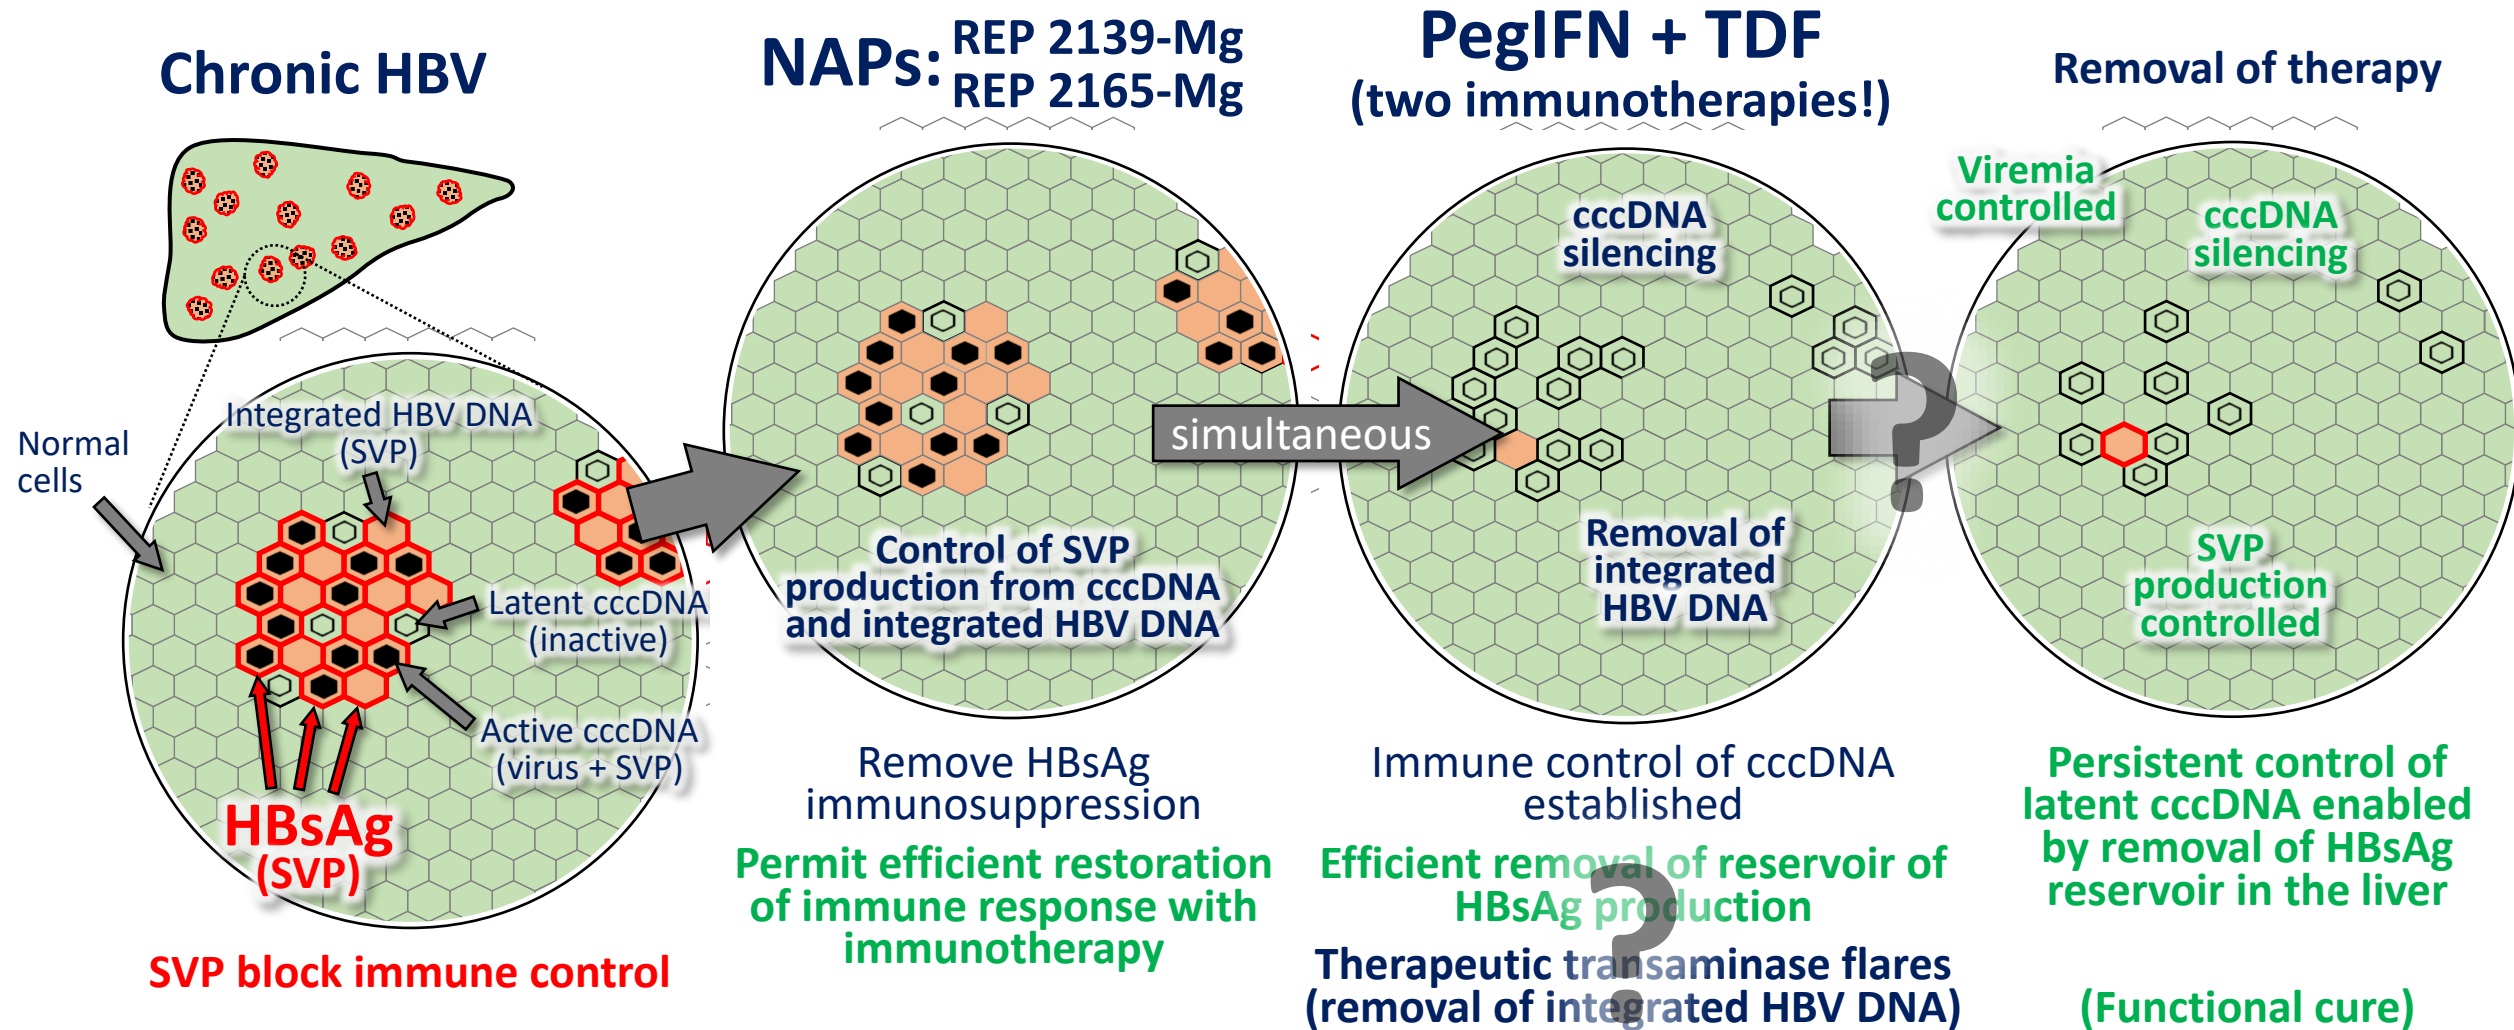 Chronic HBV
Normal
cells
Integrated HBV DNA
(SVP)
Latent cccDNA
(inactive)
Active cccDNA
(virus + SVP)
HBsAg
(SVP)
SVP block immune control
NAPs:
REP 2139-Mg
REP 2165-Mg
Control of SVP
production from cccDNA
and integrated HBV DNA
Remove HBsAg
immunosuppression
Permit efficient restoration
of immune response with
immunotherapy
simultaneous
PegIFN + TDF
(two immunotherapies!)
cccDNA
silencing
Removal of
integrated
HBV DNA
Immune control of cccDNA
established
Efficient removal of reservoir of
HBsAg production
?
Therapeutic transaminase flares
(removal of integrated HBV DNA)
?
Removal of therapy
Viremia
controlled
cccDNA
silencing
SVP
production
controlled
Persistent control of
latent cccDNA enabled
by removal of HBsAg
reservoir in the liver
(Functional cure)